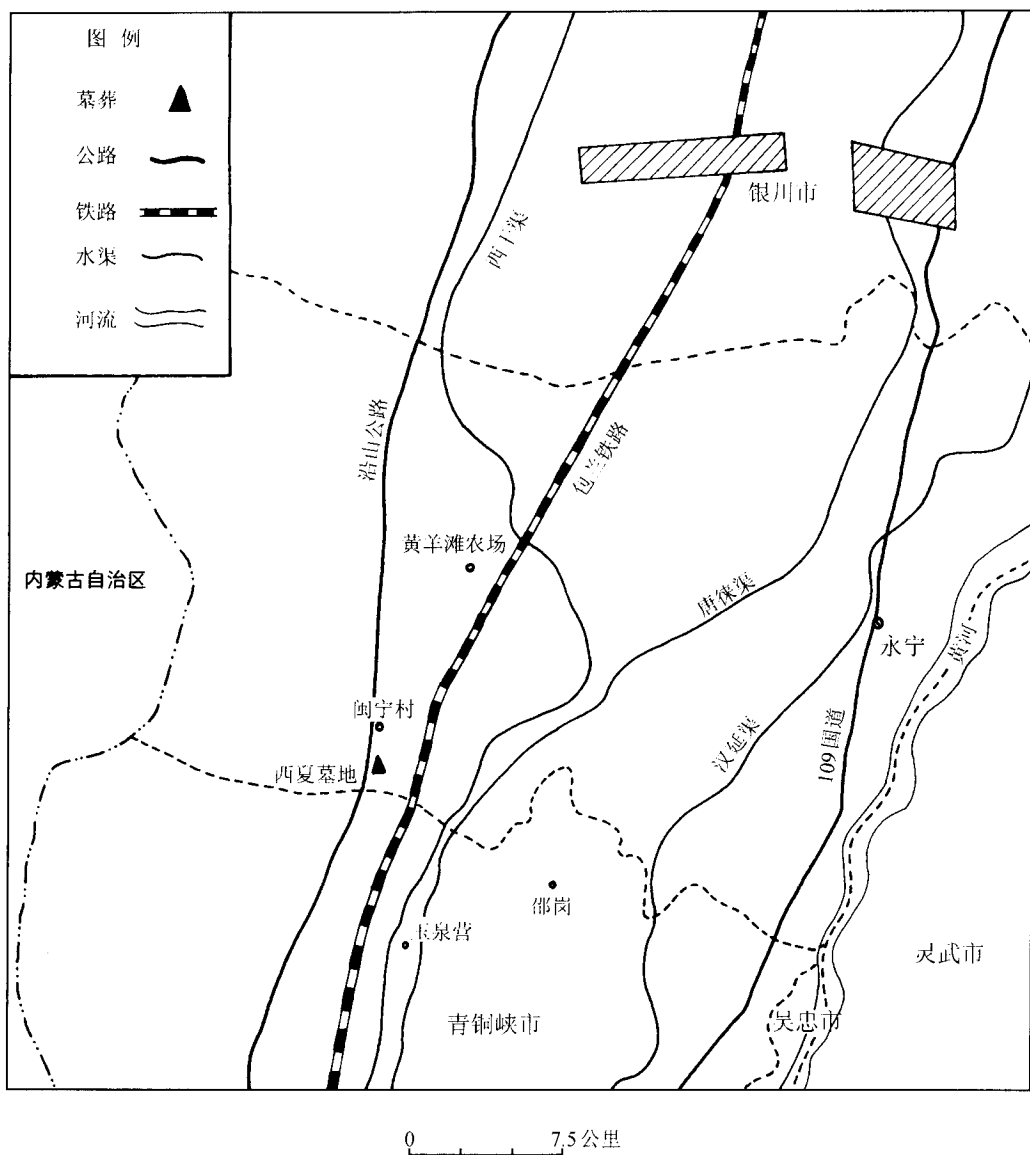 图 例
墓葬
公路
铁路
水渠
河流
银川市
西干渠
沿山公路
包兰铁路
黄羊滩农场
内蒙古自治区
唐徕渠
永宁
黄河
闽宁村
西夏墓地
汉延渠
109国道
邵岗
玉泉营
灵武市
青铜峡市
吴忠市
0 7.5公里